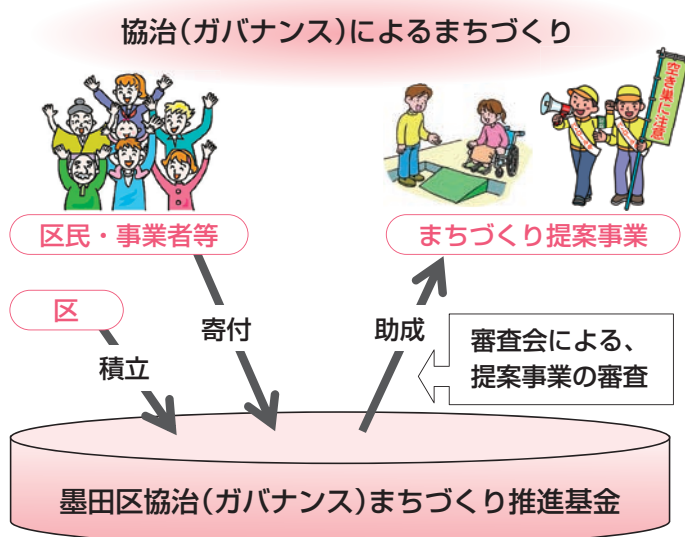 協治(ガバナンス)によるまちづくり
空き巣に注意
区民・事業者等
まちづくり提案事業
区
寄付
助成
積立
審査会による、
提案事業の審査
墨田区協治(ガバナンス)まちづくり推進基金